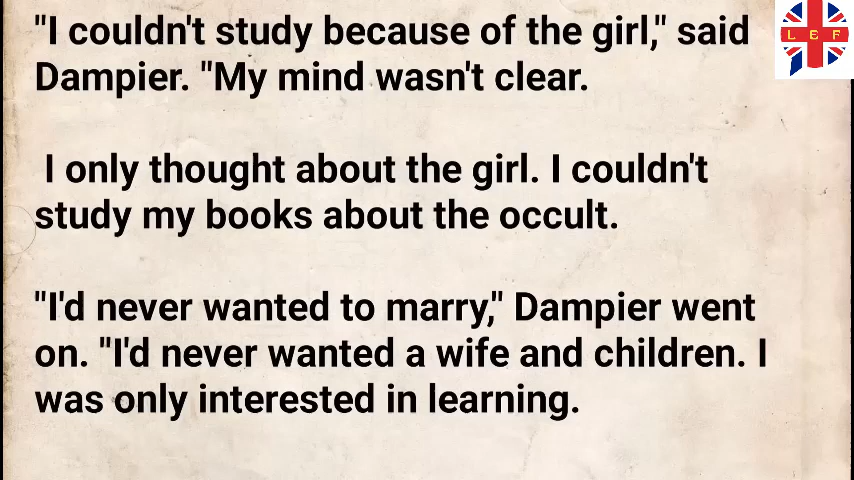 "I couldn't study because of the girl," said
Dampier. "My mind wasn't clear.
I only thought about the girl. I couldn't
study my books about the occult.
"I'd never wanted to marry," Dampier went
on. "I'd never wanted a wife and children. I
was only interested in learning.
LEF